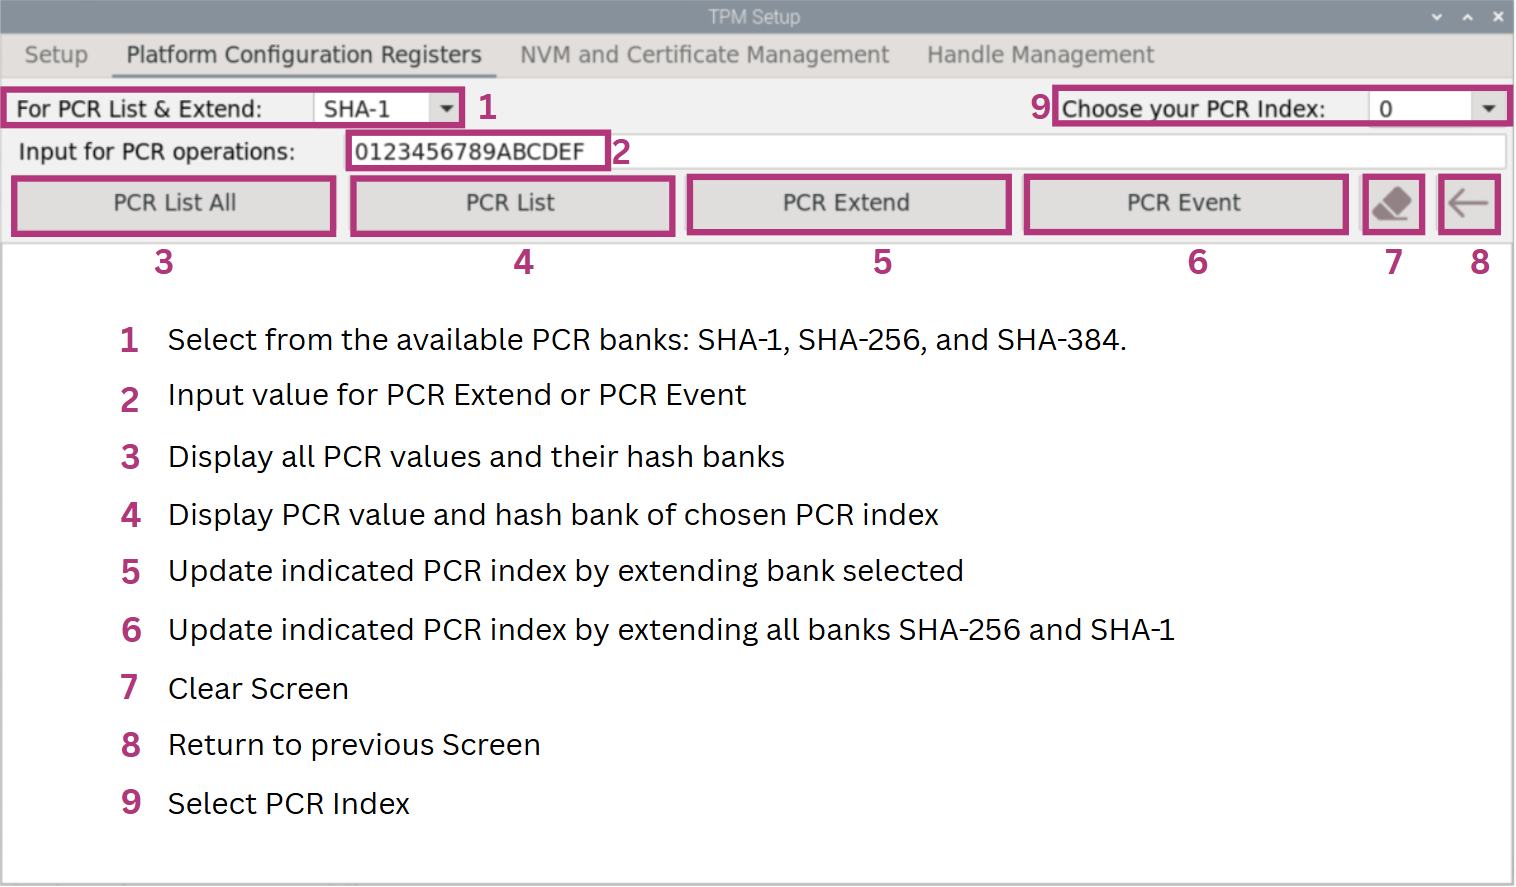 TPM Setup
Setup Platform Configuration Registers NVM and Certificate Management Handle Management
For PCR List & Extend: SHA-1 1 9 Choose your PCR Index: 0
Input for PCR operations: 0123456789ABCDEF 2
PCR List All PCR List PCR Extend PCR Event
3 4 5 6 7 8
1 Select from the available PCR banks: SHA-1, SHA-256, and SHA-384.
2 Input value for PCR Extend or PCR Event
3 Display all PCR values and their hash banks
4 Display PCR value and hash bank of chosen PCR index
5 Update indicated PCR index by extending bank selected
6 Update indicated PCR index by extending all banks SHA-256 and SHA-1
7 Clear Screen
8 Return to previous Screen
9 Select PCR Index